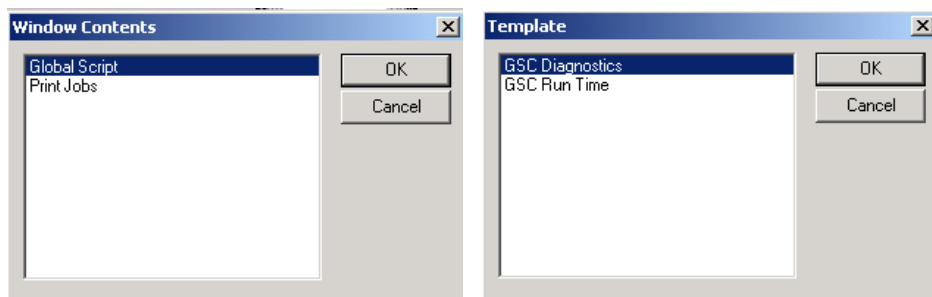 Window Contents
Global Script
Print Jobs
OK
Cancel
Template
GSC Diagnostics
GSC Run Time
OK
Cancel